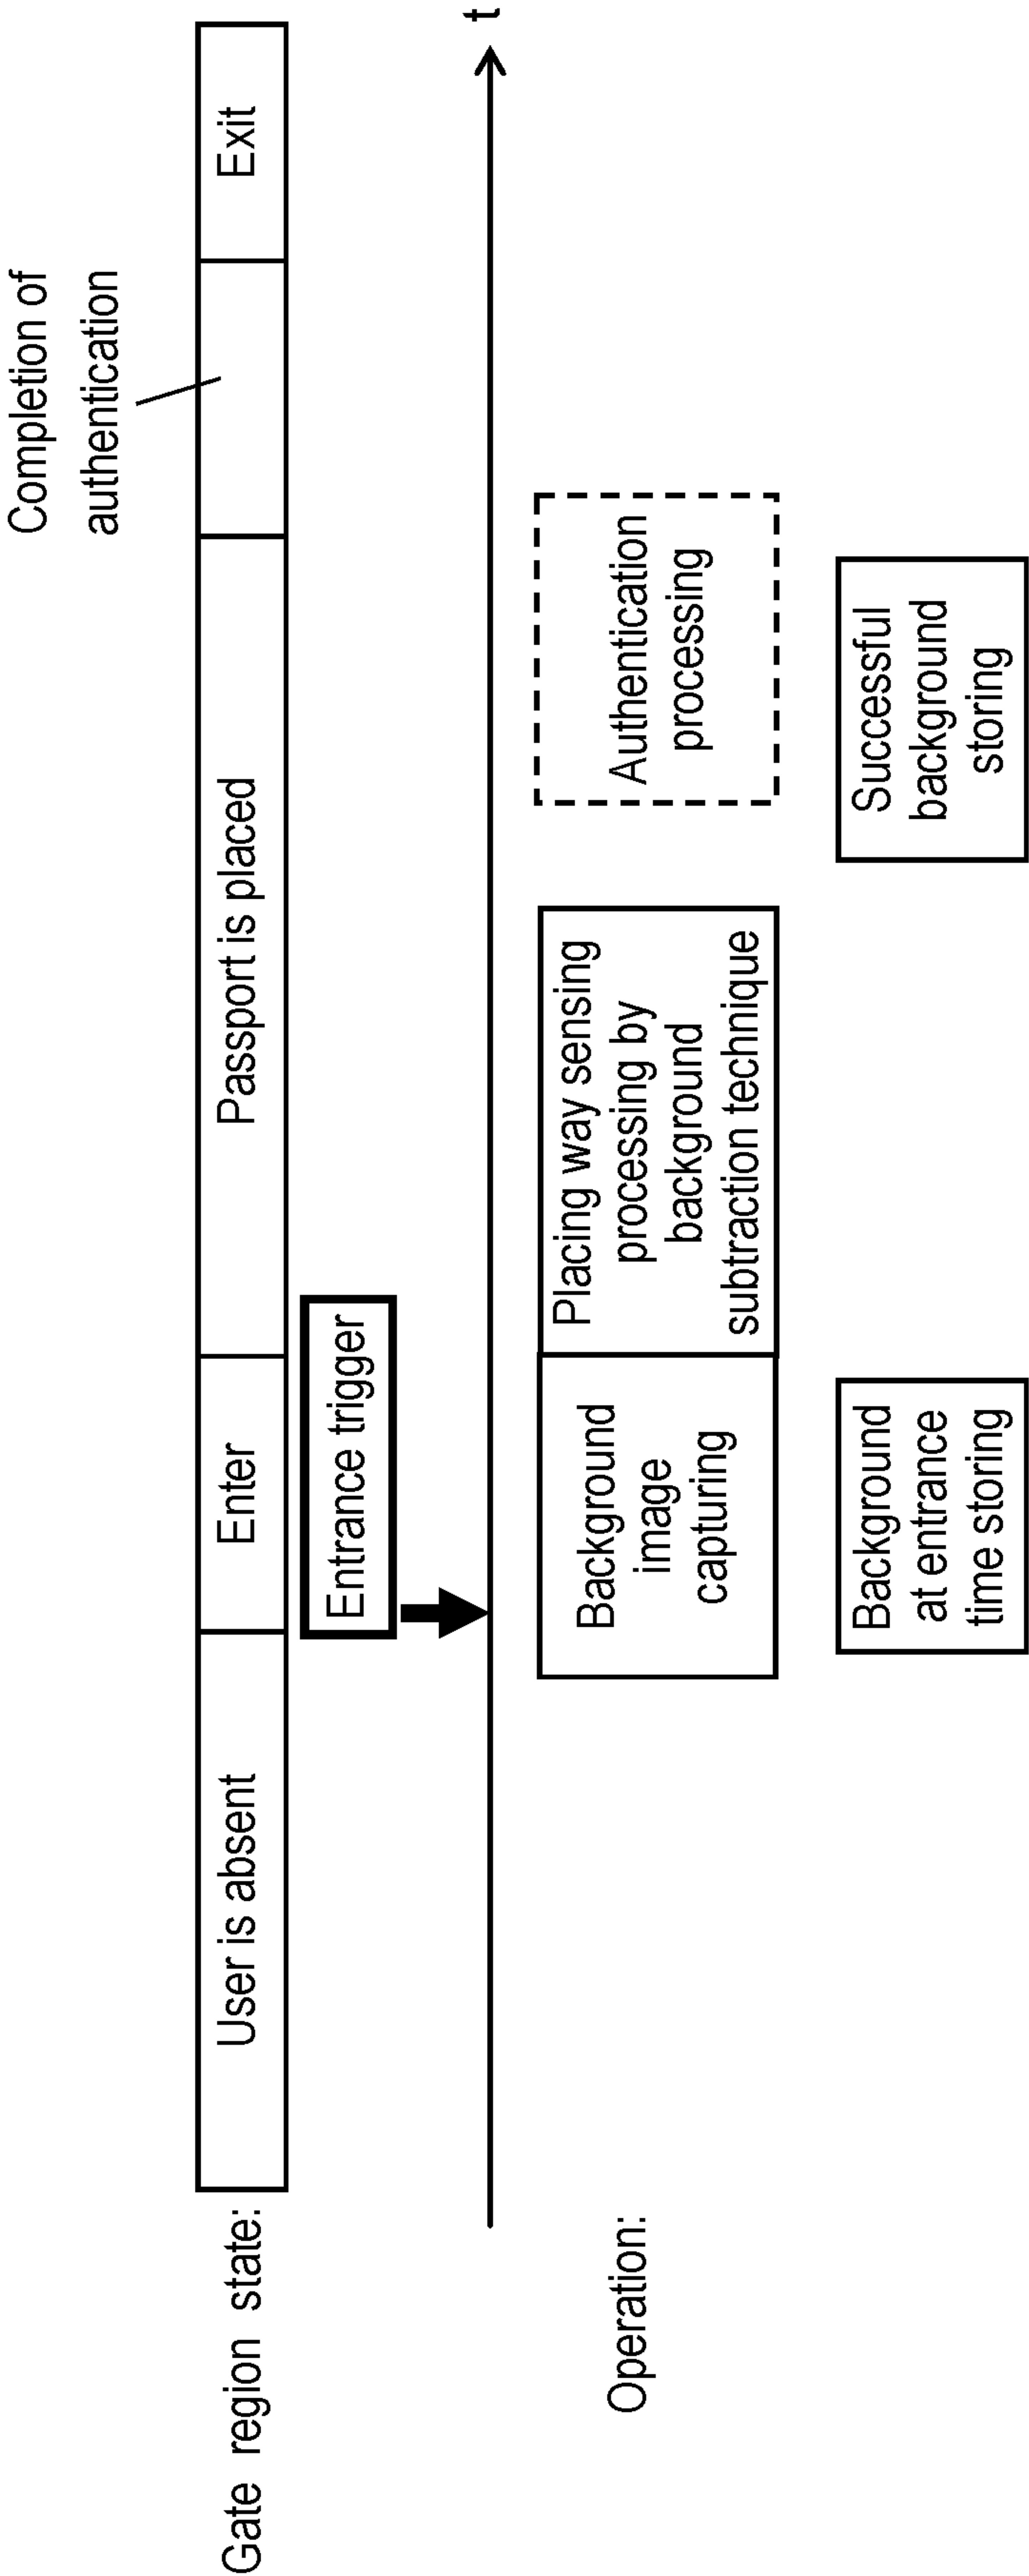 Completion of
authentication
Gate region state:
User is absent
Enter
Passport is placed
Exit
Entrance trigger
t
Operation:
Background
image
capturing
Placing way sensing
processing by
background
subtraction technique
Authentication
processing
Background
at entrance
time storing
Successful
background
storing